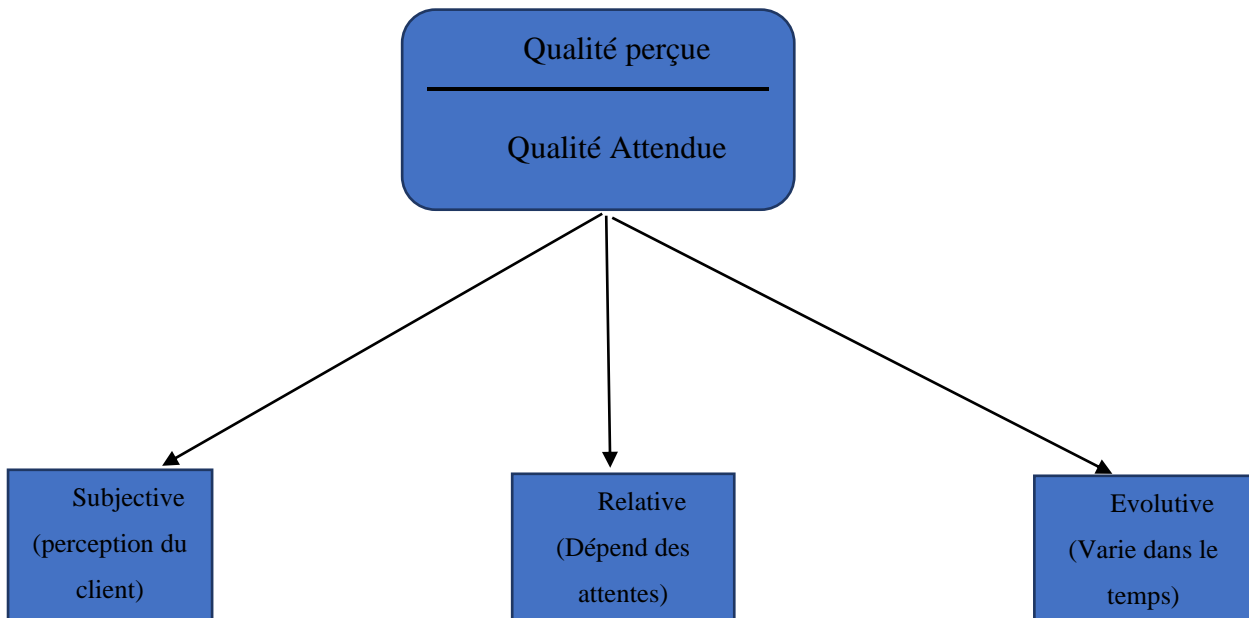 Qualité perçue
Qualité Attendue
Subjective
(perception du
client)
Relative
(Dépend des
attentes)
Evolutive
(Varie dans le
temps)